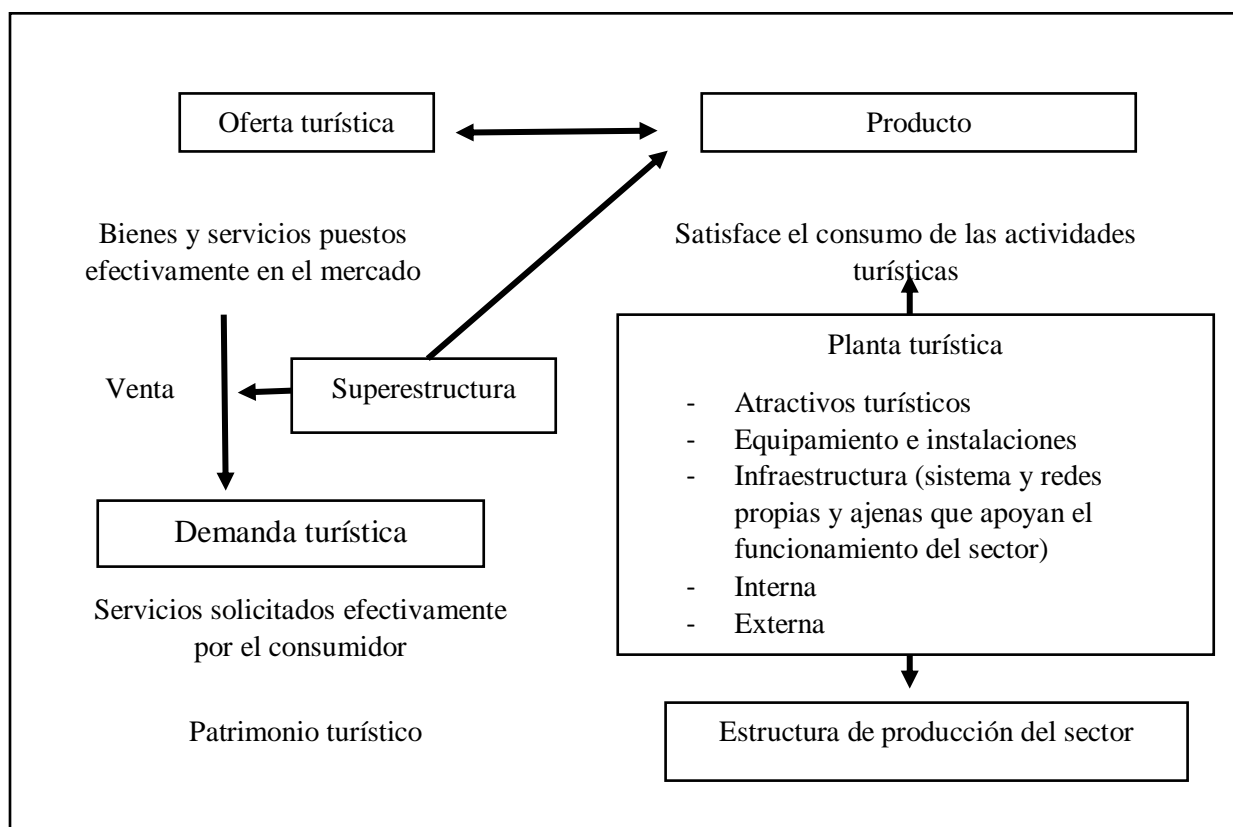 Oferta turística
Producto
Bienes y servicios puestos
efectivamente en el mercado
Satisface el consumo de las actividades
turísticas
Venta
Superestructura
Planta turística
- Atractivos turísticos
- Equipamiento e instalaciones
- Infraestructura (sistema y redes
propias y ajenas que apoyan el
funcionamiento del sector)
- Interna
- Externa
Demanda turística
Servicios solicitados efectivamente
por el consumidor
Patrimonio turístico
Estructura de producción del sector